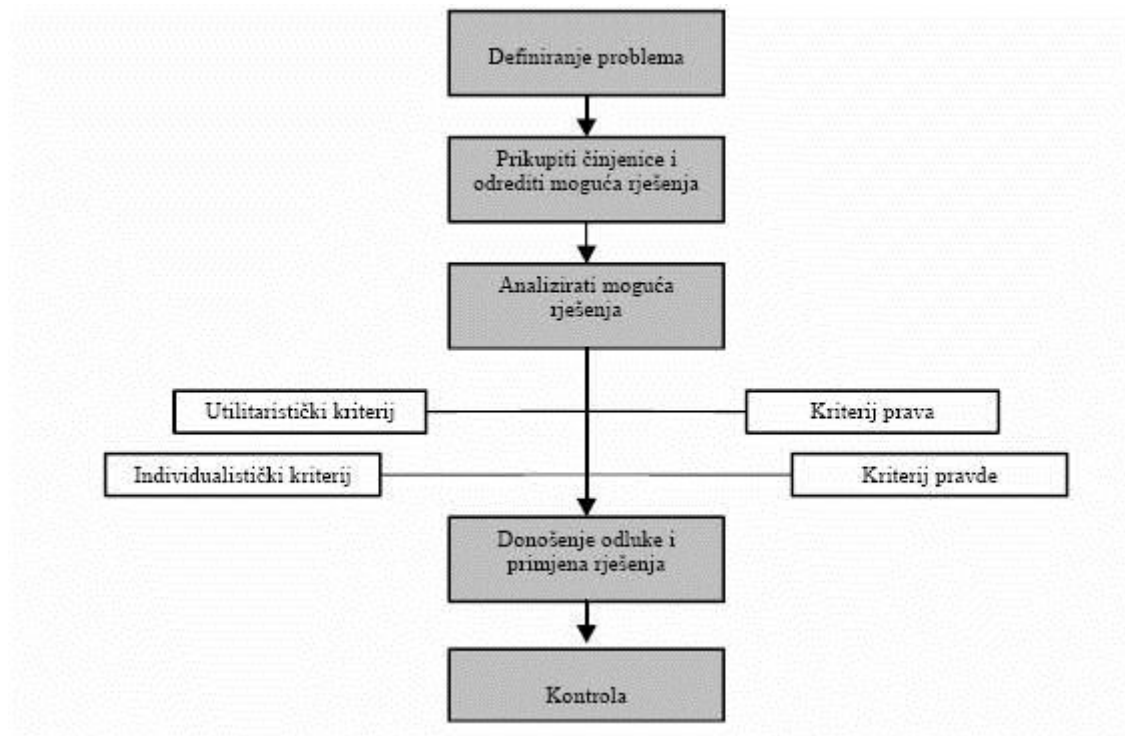 Definiranje problema
Prikupiti činjenice i
odrediti moguća rješenja
Analizirati moguća
rješenja
Utilitaristički kriterij
Kriterij prava
Individualistički kriterij
Kriterij pravde
Donošenje odluke i
primjena rješenja
Kontrola